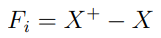 F_i = X^+ - X